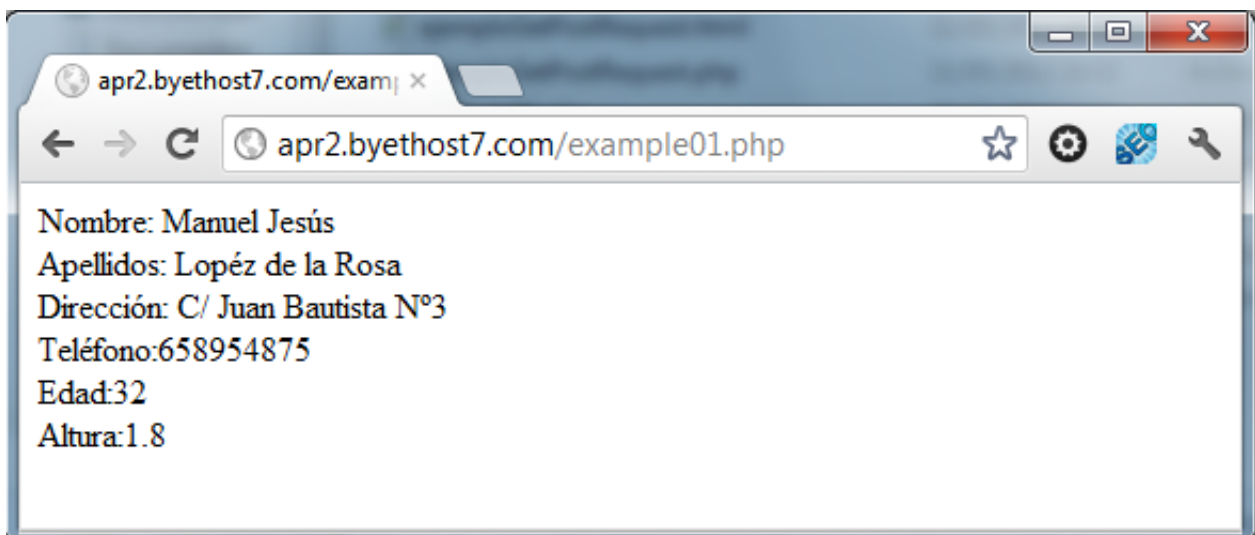 apr2.byethost7.com/exam
apr2.byethost7.com/example01.php
Nombre: Manuel Jesús
Apellidos: Lopéz de la Rosa
Dirección: C/ Juan Bautista Nº3
Teléfono:658954875
Edad:32
Altura:1.8